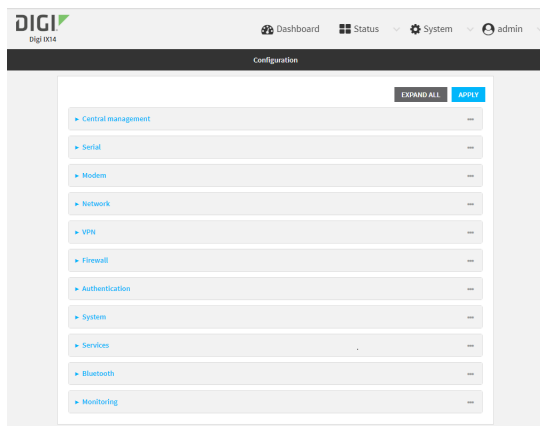 DIGI
Digi IX14
Dashboard Status System admin
Configuration
EXPAND ALL APPLY
Central management
Serial
Modem
Network
VPN
Firewall
Authentication
System
Services
Bluetooth
Monitoring